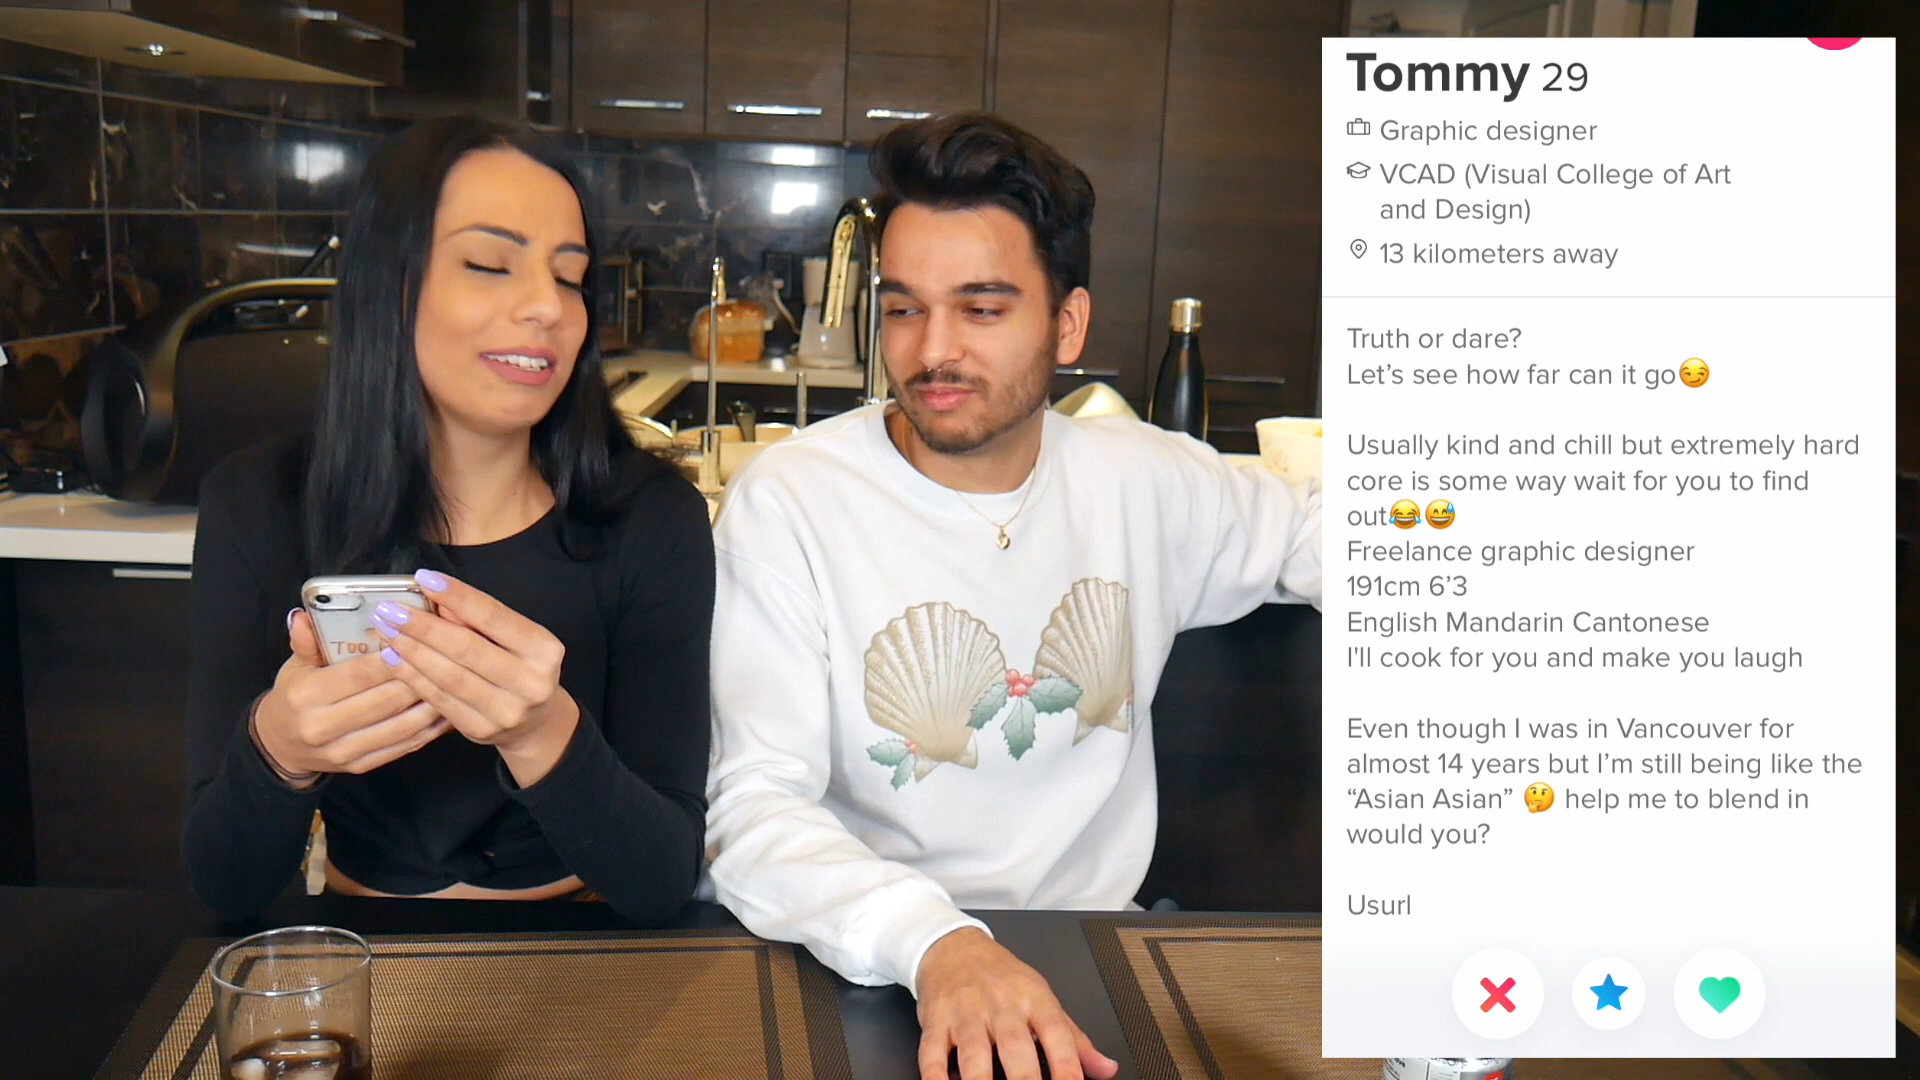 Tommy 29
Graphic designer
VCAD (Visual College of Art
and Design)
13 kilometers away
Truth or dare?
Let’s see how far can it go😏
Usually kind and chill but extremely hard
core is some way wait for you to find
out😂😅
Freelance graphic designer
191cm 6’3
English Mandarin Cantonese
I'll cook for you and make you laugh
Even though I was in Vancouver for
almost 14 years but I’m still being like the
“Asian Asian” 🤔 help me to blend in
would you?
Usurl
TOO